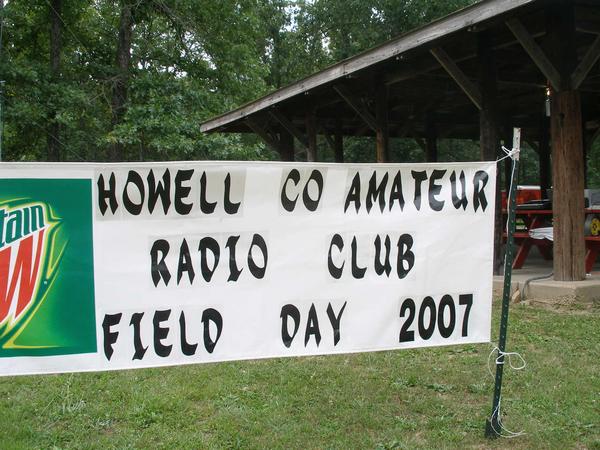 HOWELL CO AMATEUR
RADIO CLUB
FIELD DAY 2007